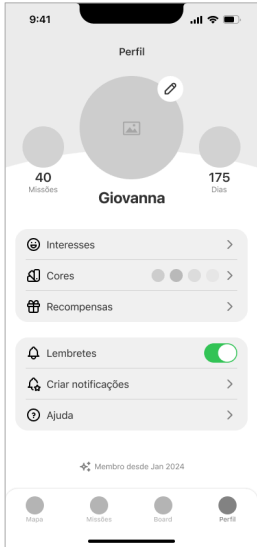 9:41
Perfil
40
Missões
175
Dias
Giovanna
Interesses
Cores
Recompensas
Lembretes
Criar notificações
Ajuda
Membro desde Jan 2024
Mapa Missões Board Perfil